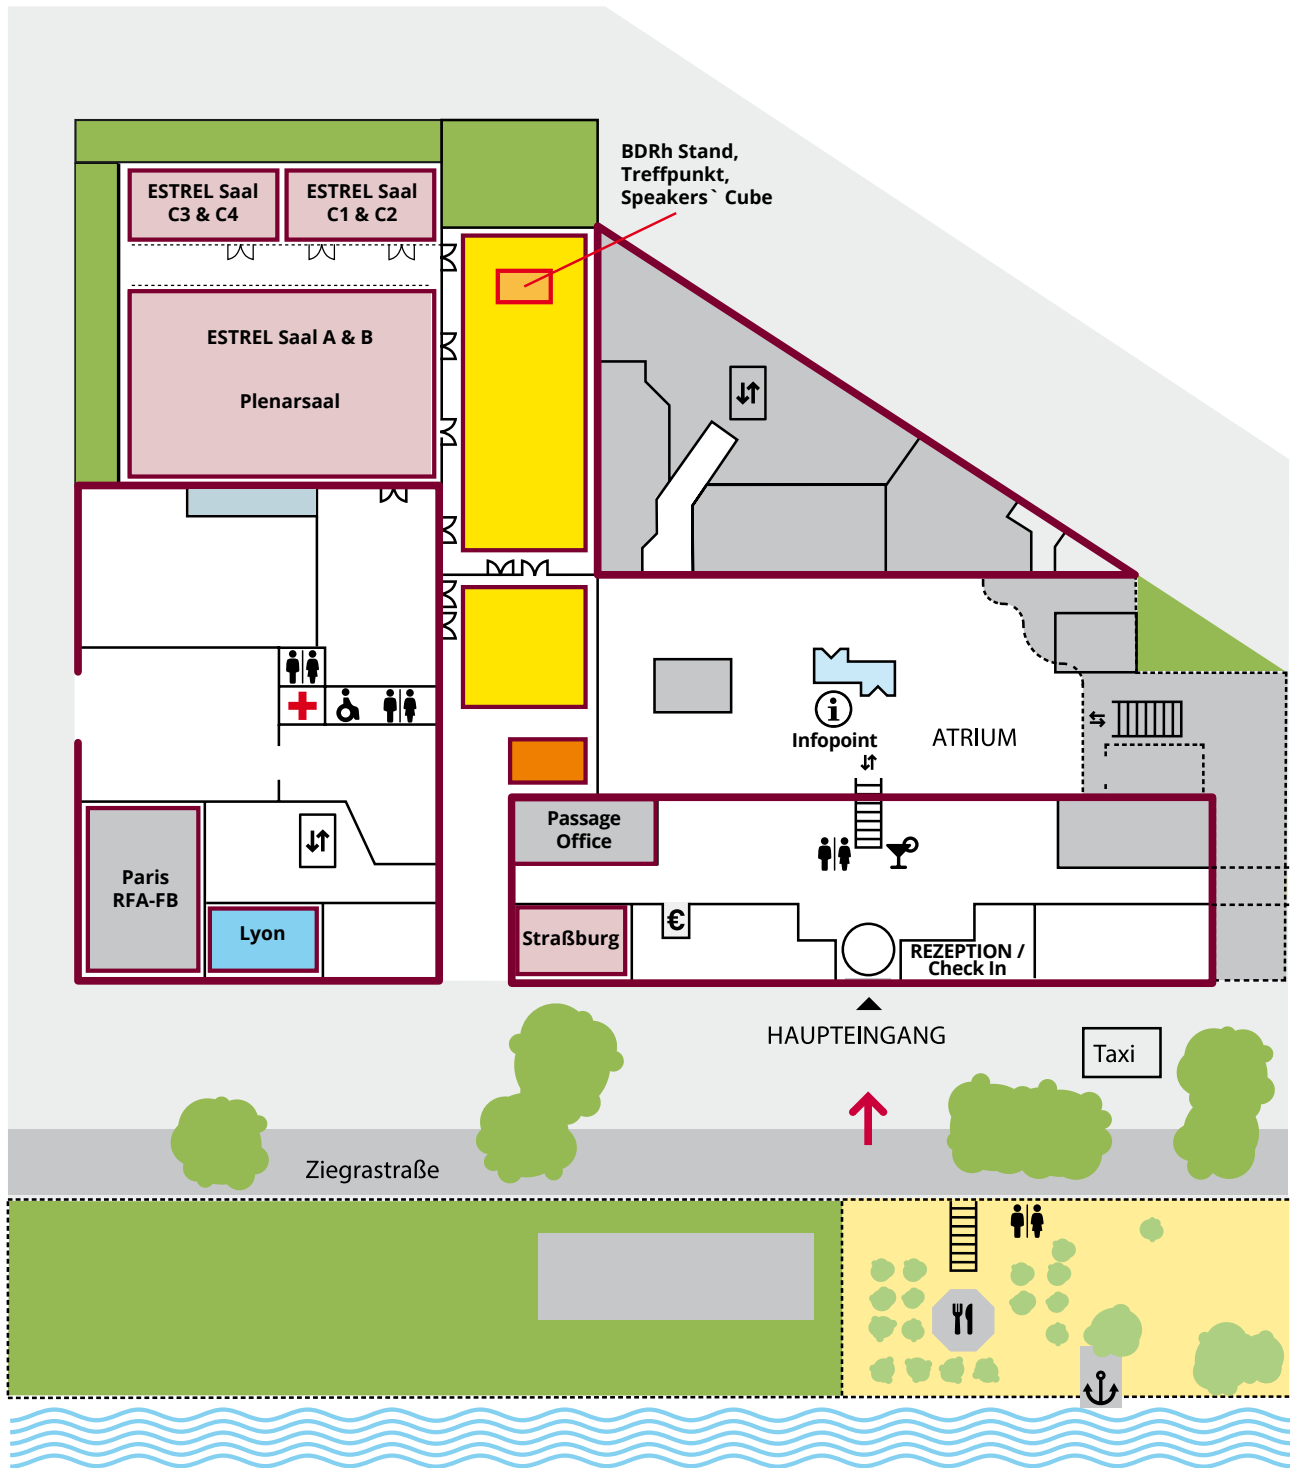 BDRh Stand,
Treffpunkt,
Speakers` Cube
ESTREL Saal
C3 & C4
ESTREL Saal
C1 & C2
ESTREL Saal A & B
Plenarsaal
i
Infopoint
ATRIUM
Passage
Office
Paris
RFA-FB
Lyon
Straßburg
€
REZEPTION /
Check In
HAUPTEINGANG
Taxi
Ziegrastraße